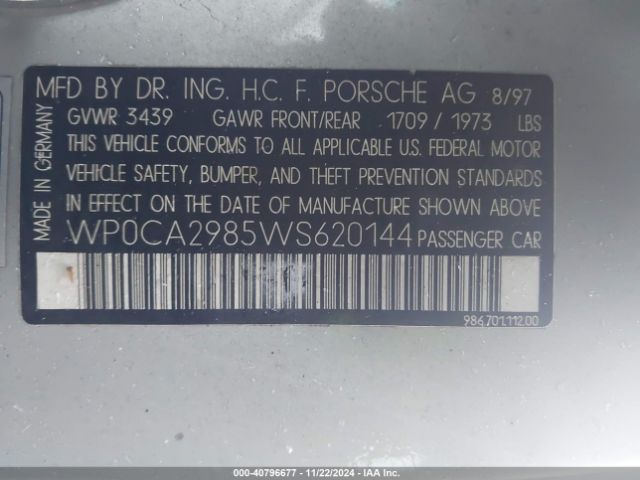 MFD BY DR. ING. H.C. F. PORSCHE AG 8/97
GVWR 3439 GAWR FRONT/REAR 1709 / 1973 LBS
THIS VEHICLE CONFORMS TO ALL APPLICABLE U.S. FEDERAL MOTOR
VEHICLE SAFETY, BUMPER, AND THEFT PREVENTION STANDARDS
IN EFFECT ON THE DATE OF MANUFACTURE SHOWN ABOVE
WP0CA2985WS620144 PASSENGER CAR
MADE IN GERMANY
986.701.112.00
000-40796677 | 11/22/2024 | IAA Inc.